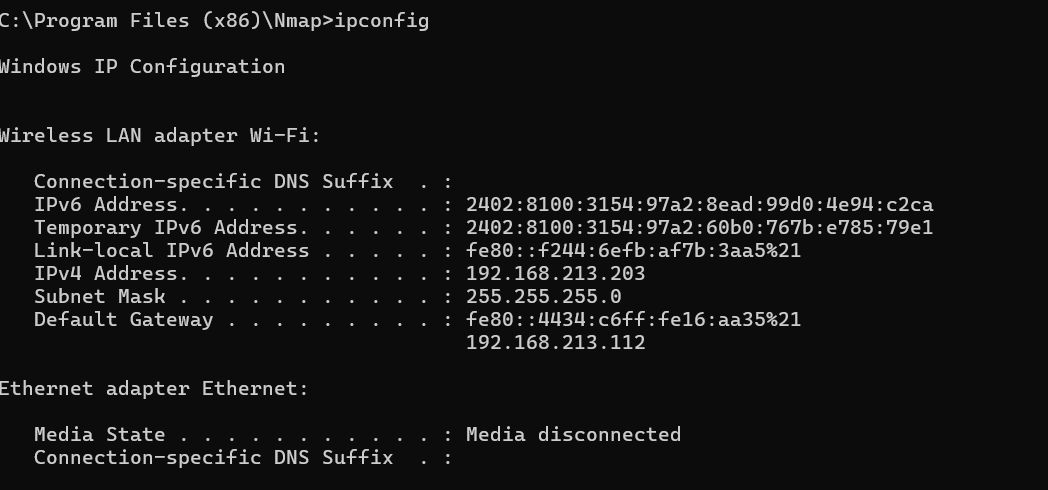 C:\Program Files (x86)\Nmap>ipconfig
Windows IP Configuration
Wireless LAN adapter Wi-Fi:
Connection-specific DNS Suffix  . :
IPv6 Address. . . . . . . . . . . : 2402:8100:3154:97a2:8ead:99d0:4e94:c2ca
Temporary IPv6 Address. . . . . . : 2402:8100:3154:97a2:60b0:767b:e785:79e1
Link-local IPv6 Address . . . . . : fe80::f244:6efb:af7b:3aa5%21
IPv4 Address. . . . . . . . . . . : 192.168.213.203
Subnet Mask . . . . . . . . . . . : 255.255.255.0
Default Gateway . . . . . . . . . : fe80::4434:c6ff:fe16:aa35%21
192.168.213.112
Ethernet adapter Ethernet:
Media State . . . . . . . . . . . : Media disconnected
Connection-specific DNS Suffix  . :